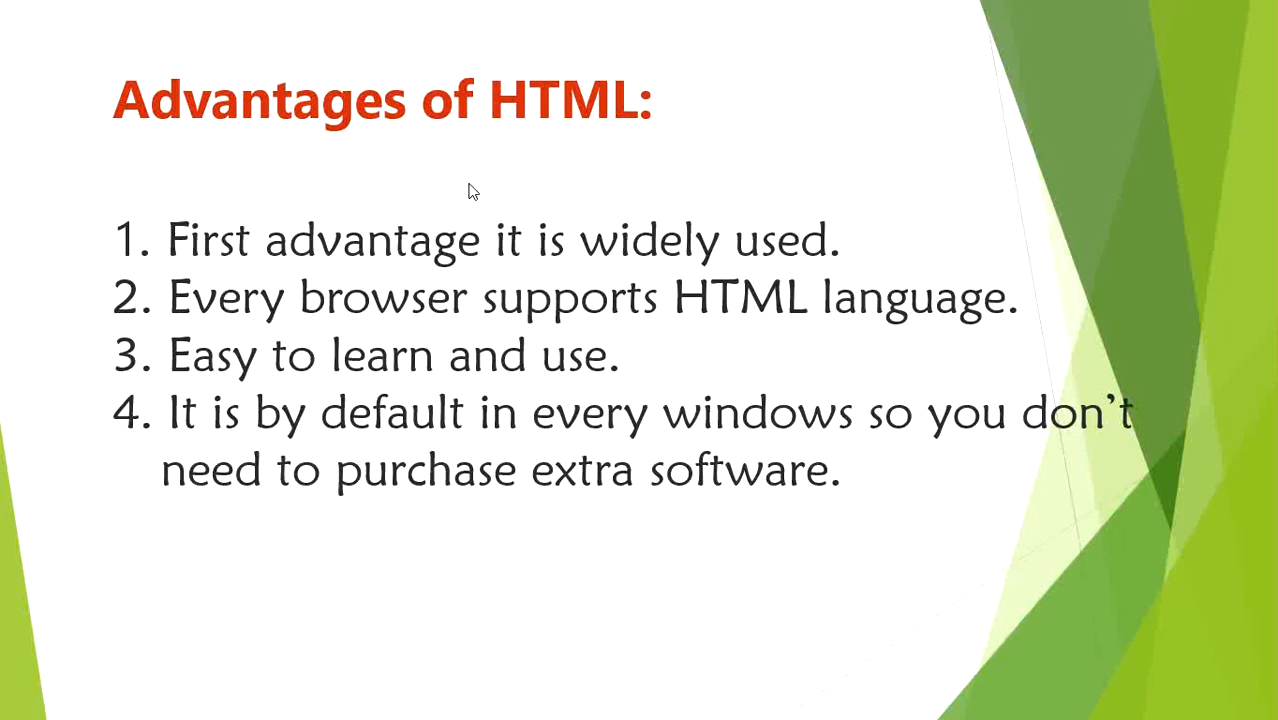 Advantages of HTML:
1. First advantage it is widely used.
2. Every browser supports HTML language.
3. Easy to learn and use.
4. It is by default in every windows so you don’t
need to purchase extra software.